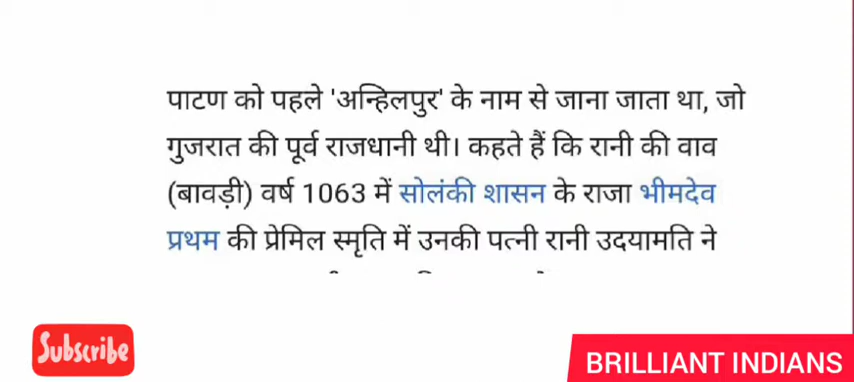 पाटण को पहले 'अन्हिलपुर' के नाम से जाना जाता था, जो
गुजरात की पूर्व राजधानी थी। कहते हैं कि रानी की वाव
(बावड़ी) वर्ष 1063 में सोलंकी शासन के राजा भीमदेव
प्रथम की प्रेमिल स्मृति में उनकी पत्नी रानी उदयामति ने
Subscribe
BRILLIANT INDIANS